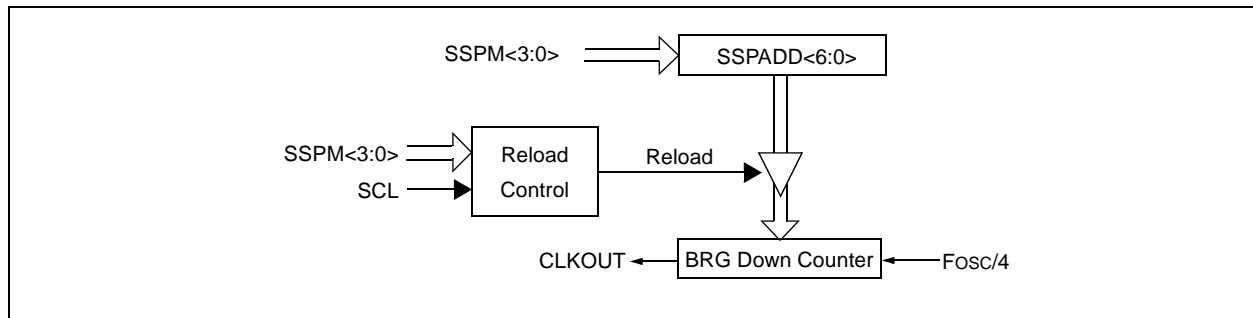 SSPM<3:0>
SSPADD<6:0>
SSPM<3:0>
SCL
Reload
Control
Reload
CLKOUT
BRG Down Counter
FOSC/4